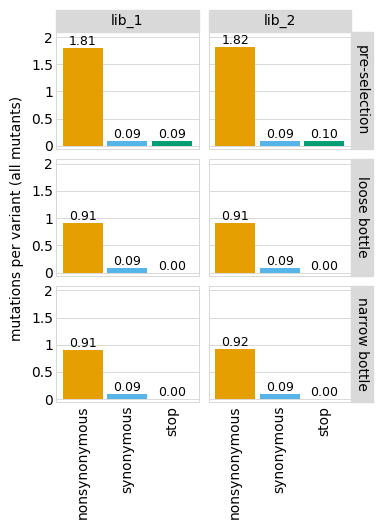 lib_1 lib_2
mutations per variant (all mutants)
2
1.5
1
0.5
0
1.81 0.09 0.09
1.82 0.09 0.10
pre-selection
2
1.5
1
0.5
0
0.91 0.09 0.00
0.91 0.09 0.00
loose bottle
2
1.5
1
0.5
0
0.91 0.09 0.00
0.92 0.09 0.00
narrow bottle
nonsynonymous
synonymous
stop
nonsynonymous
synonymous
stop